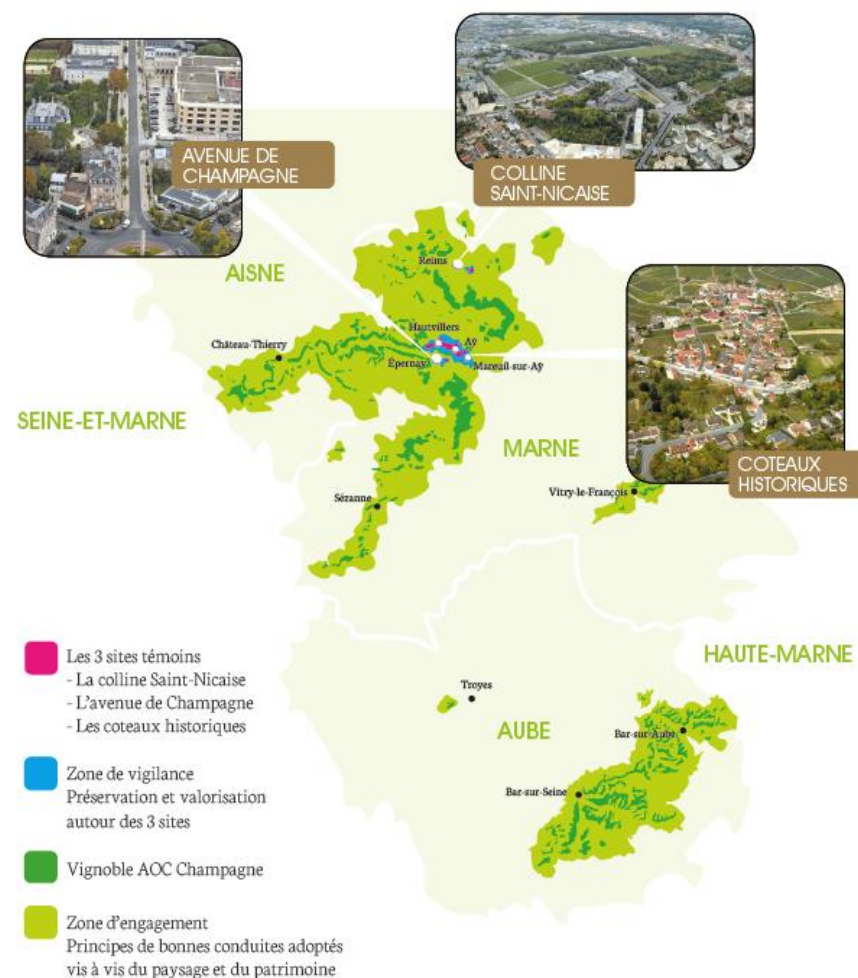 AVENUE DE
CHAMPAGNE
COLLINE
SAINT-NICAISE
AISNE
Reims
Hautvillers
Aÿ
Château-Thierry
Épernay
Mareuil-sur-Aÿ
SEINE-ET-MARNE
MARNE
COTEAUX
HISTORIQUES
Sézanne
Vitry-le-François
HAUTE-MARNE
Les 3 sites témoins
- La colline Saint-Nicaise
- L'avenue de Champagne
- Les coteaux historiques
Troyes
AUBE
Bar-sur-Aube
Zone de vigilance
Préservation et valorisation
autour des 3 sites
Bar-sur-Seine
Vignoble AOC Champagne
Zone d'engagement
Principes de bonnes conduites adoptés
vis à vis du paysage et du patrimoine